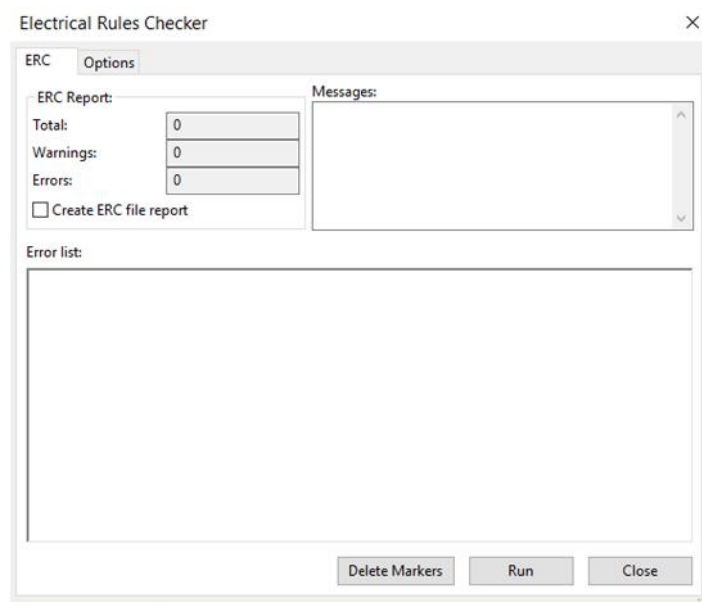 Electrical Rules Checker
ERC
Options
ERC Report:
Total:
0
Warnings:
0
Errors:
0
Create ERC file report
Messages:
Error list:
Delete Markers
Run
Close